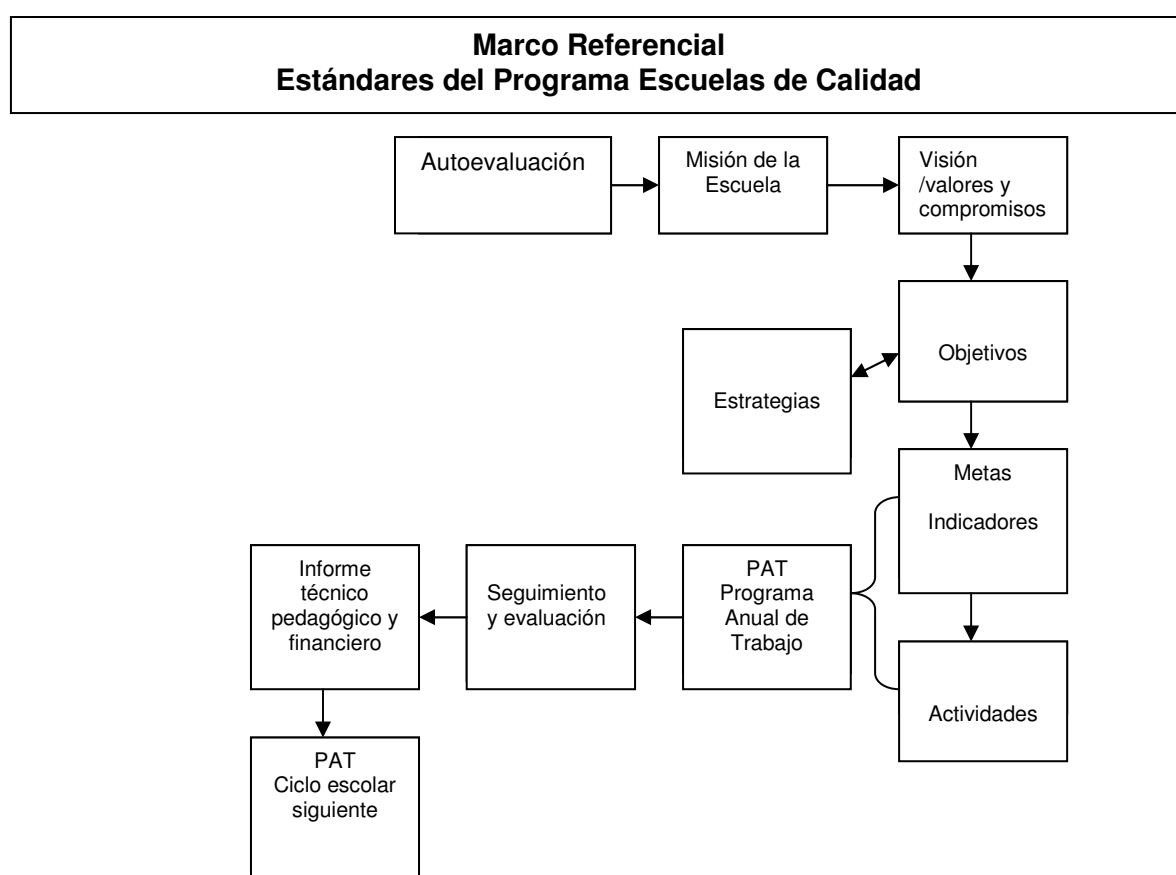 Marco Referencial
Estándares del Programa Escuelas de Calidad
Autoevaluación
Misión de la
Escuela
Visión
/valores y
compromisos
Objetivos
Estrategias
Metas
Indicadores
Informe
técnico
pedagógico y
financiero
Seguimiento
y evaluación
PAT
Programa
Anual de
Trabajo
Actividades
PAT
Ciclo escolar
siguiente